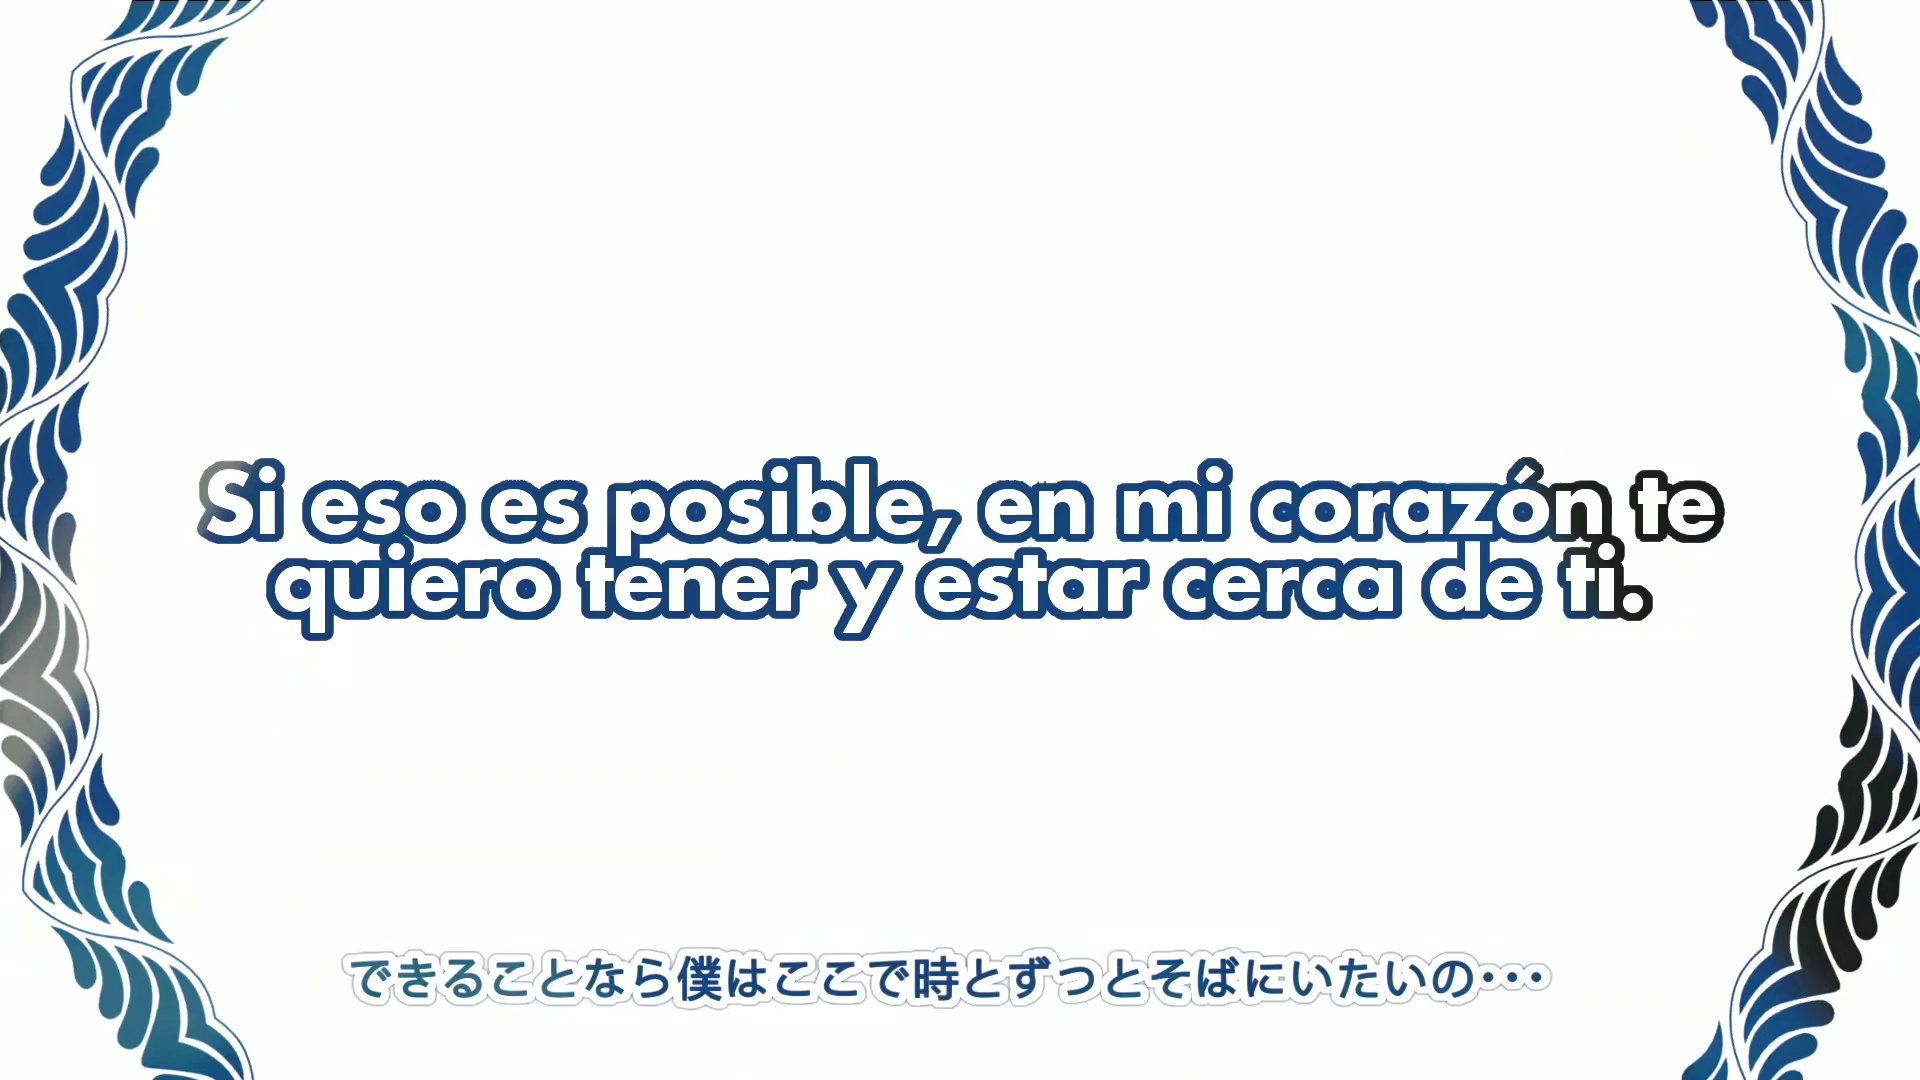 Si eso es posible, en mi corazón te
quiero tener y estar cerca de ti.
できることなら僕はここで時とずっとそばにいたいの・・・